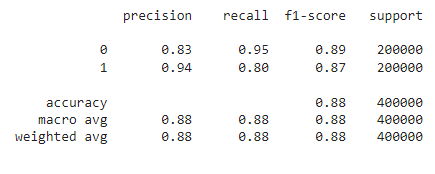 precision recall f1-score support
0 0.83 0.95 0.89 200000
1 0.94 0.80 0.87 200000
accuracy 0.88 400000
macro avg 0.88 0.88 0.88 400000
weighted avg 0.88 0.88 0.88 400000